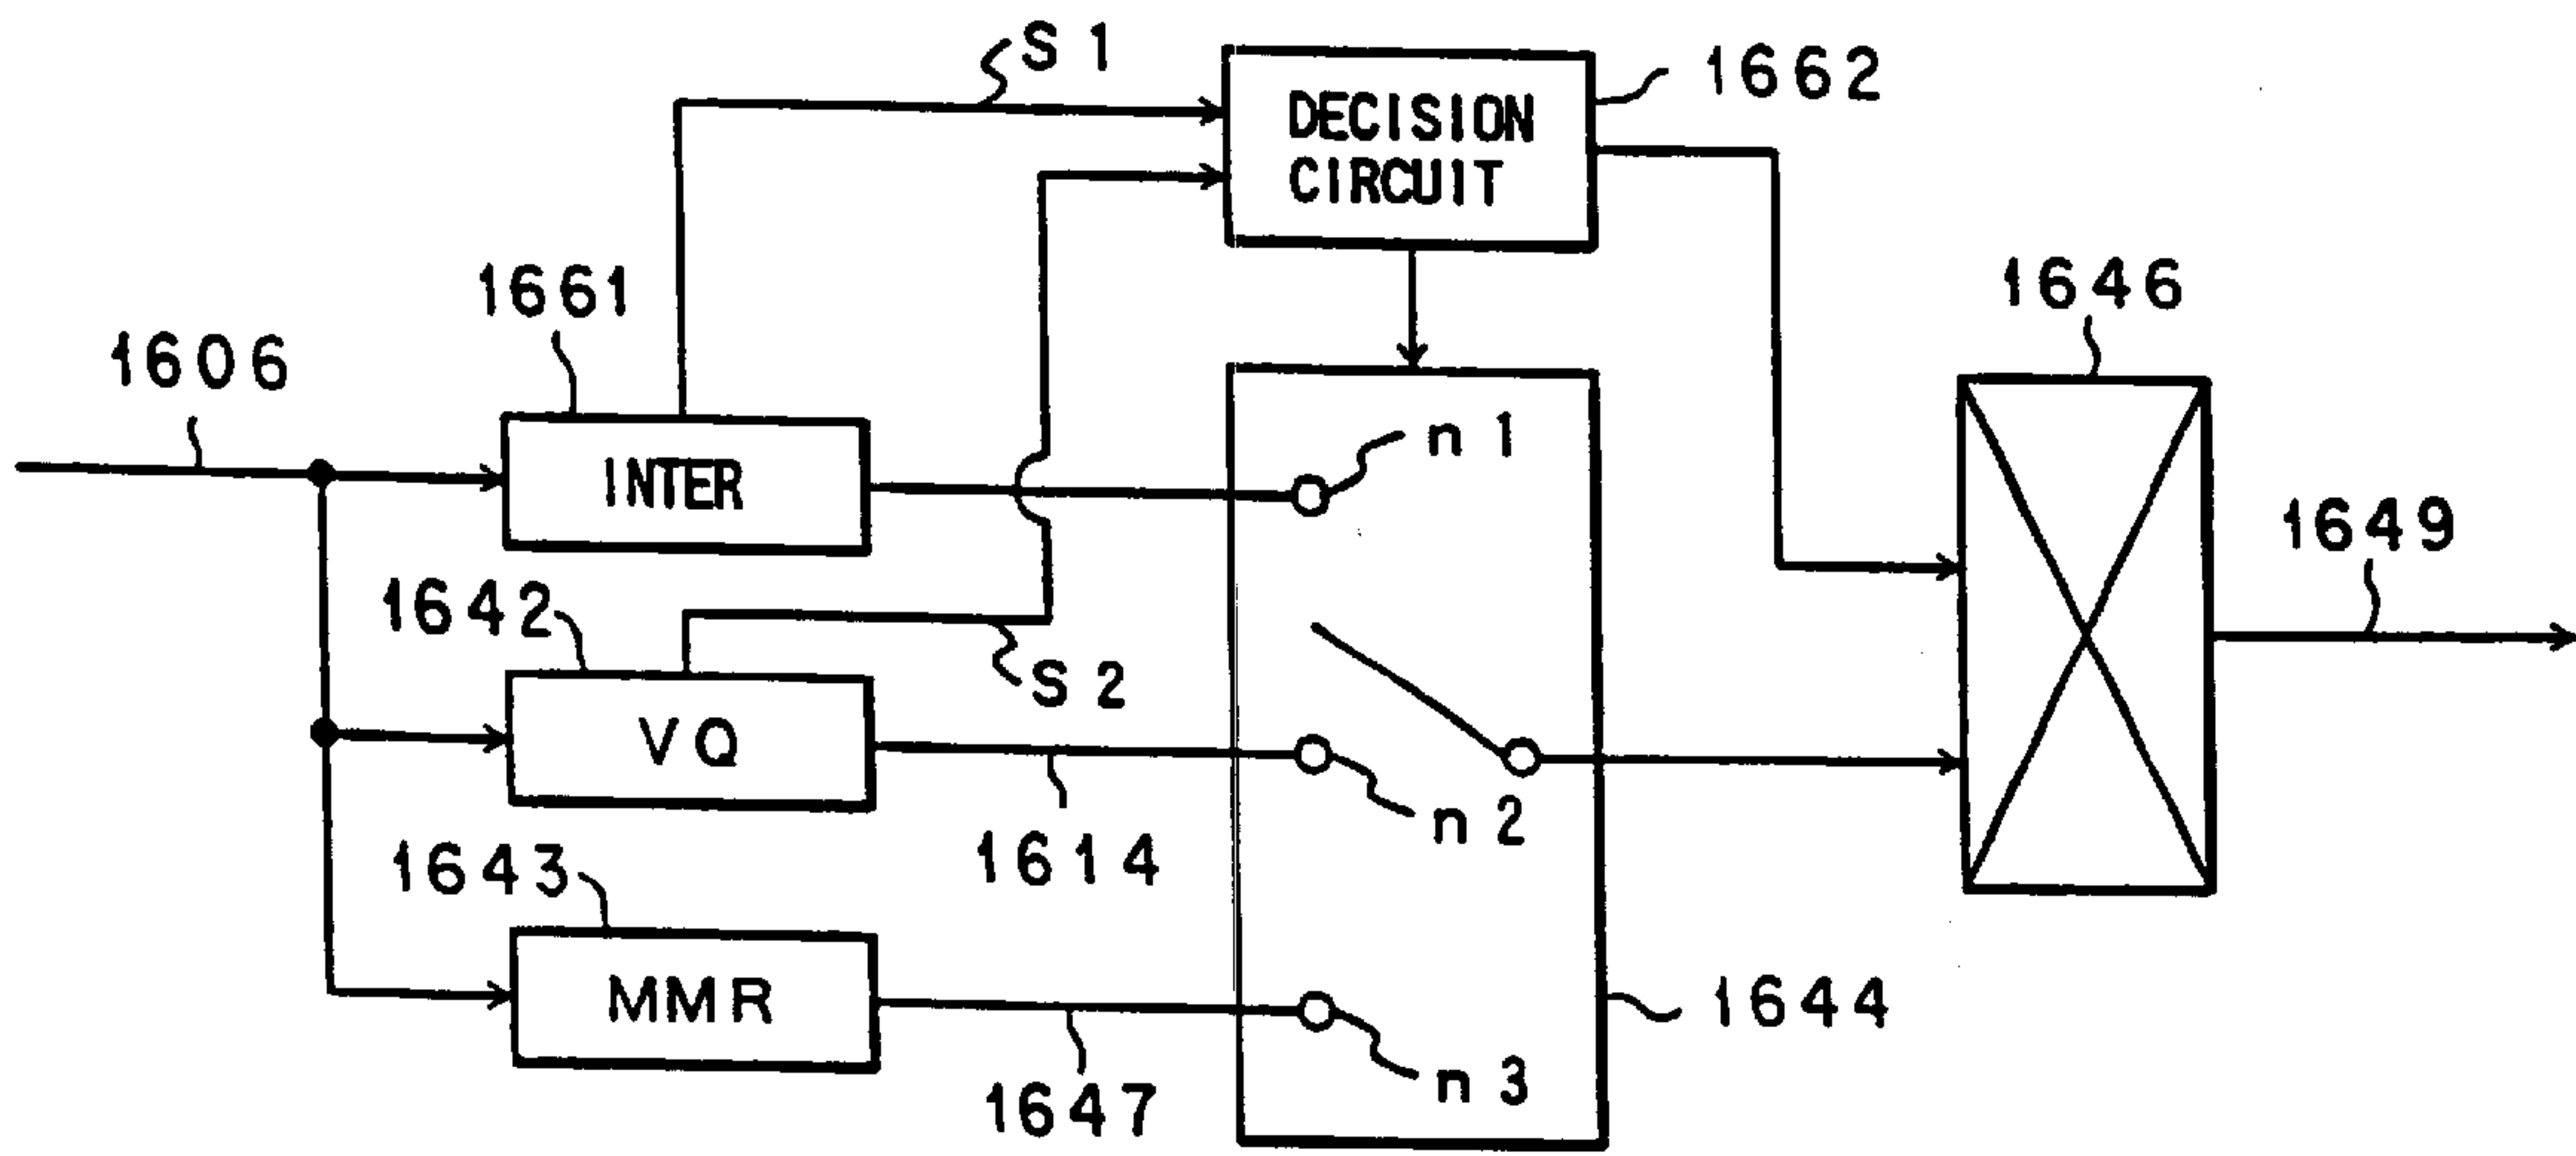 S1
DECISION
CIRCUIT
1662
1661
1606
1646
INTER
n1
1649
1642
S2
VQ
n2
1614
1643
MMR
1644
n3
1647